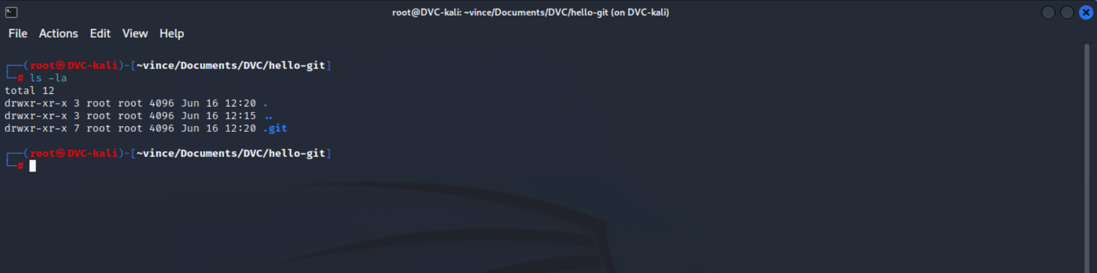 root@DVC-kali: ~vince/Documents/DVC/hello-git (on DVC-kali)
File Actions Edit View Help
┌──(root㉿DVC-kali)-[~vince/Documents/DVC/hello-git]
└─# ls -la
total 12
drwxr-xr-x 3 root root 4096 Jun 16 12:20 .
drwxr-xr-x 3 root root 4096 Jun 16 12:15 ..
drwxr-xr-x 7 root root 4096 Jun 16 12:20 .git
┌──(root㉿DVC-kali)-[~vince/Documents/DVC/hello-git]
└─#